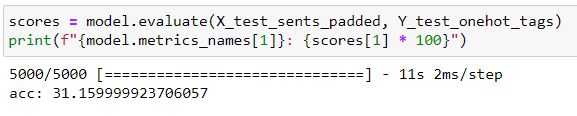 scores = model.evaluate(X_test_sents_padded, Y_test_onehot_tags)
print(f"{model.metrics_names[1]}: {scores[1] * 100}")
5000/5000 [==============================] - 11s 2ms/step
acc: 31.159999923706057